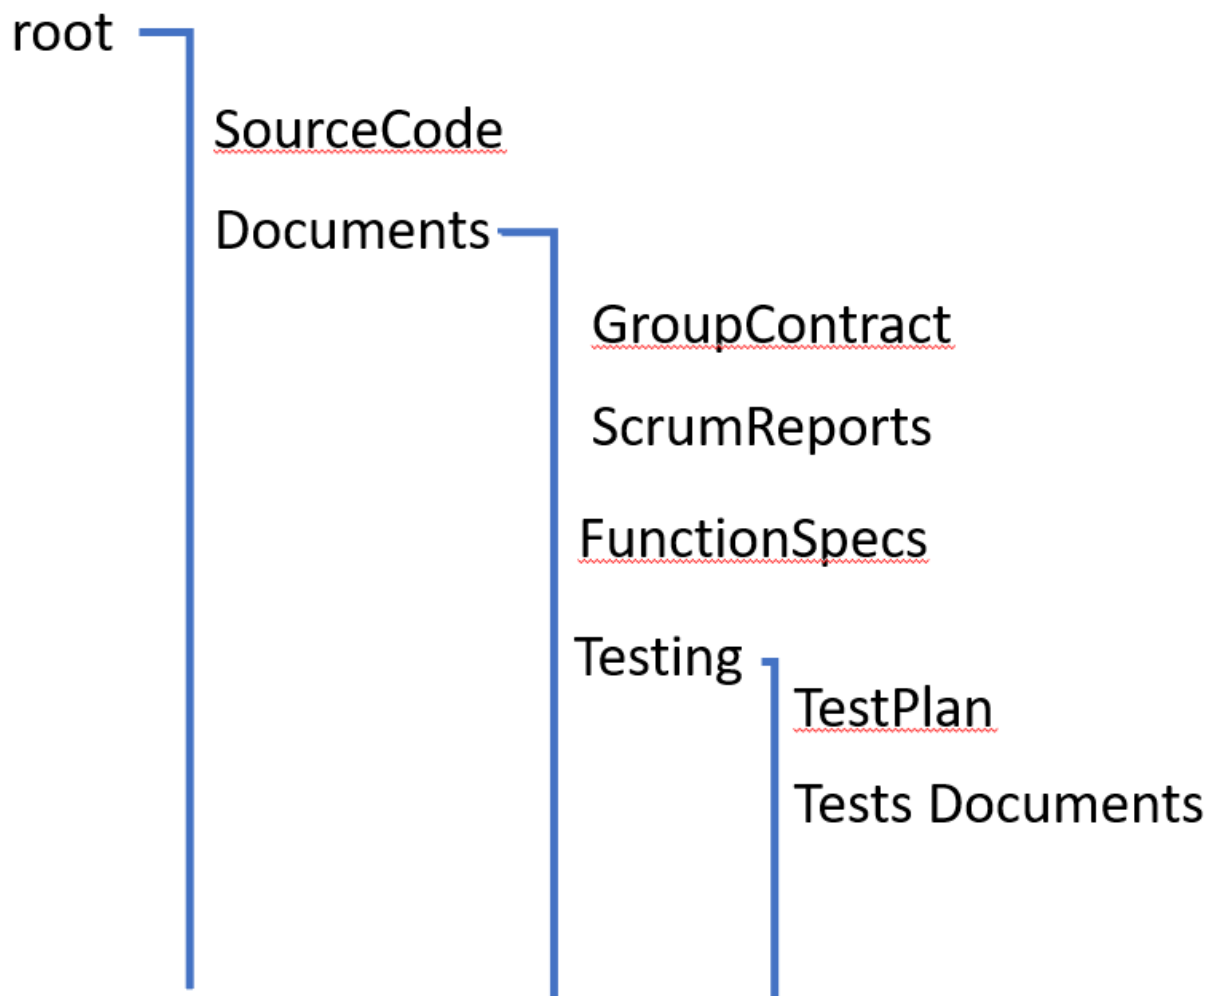 root
SourceCode
Documents
GroupContract
ScrumReports
FunctionSpecs
Testing
TestPlan
Tests Documents